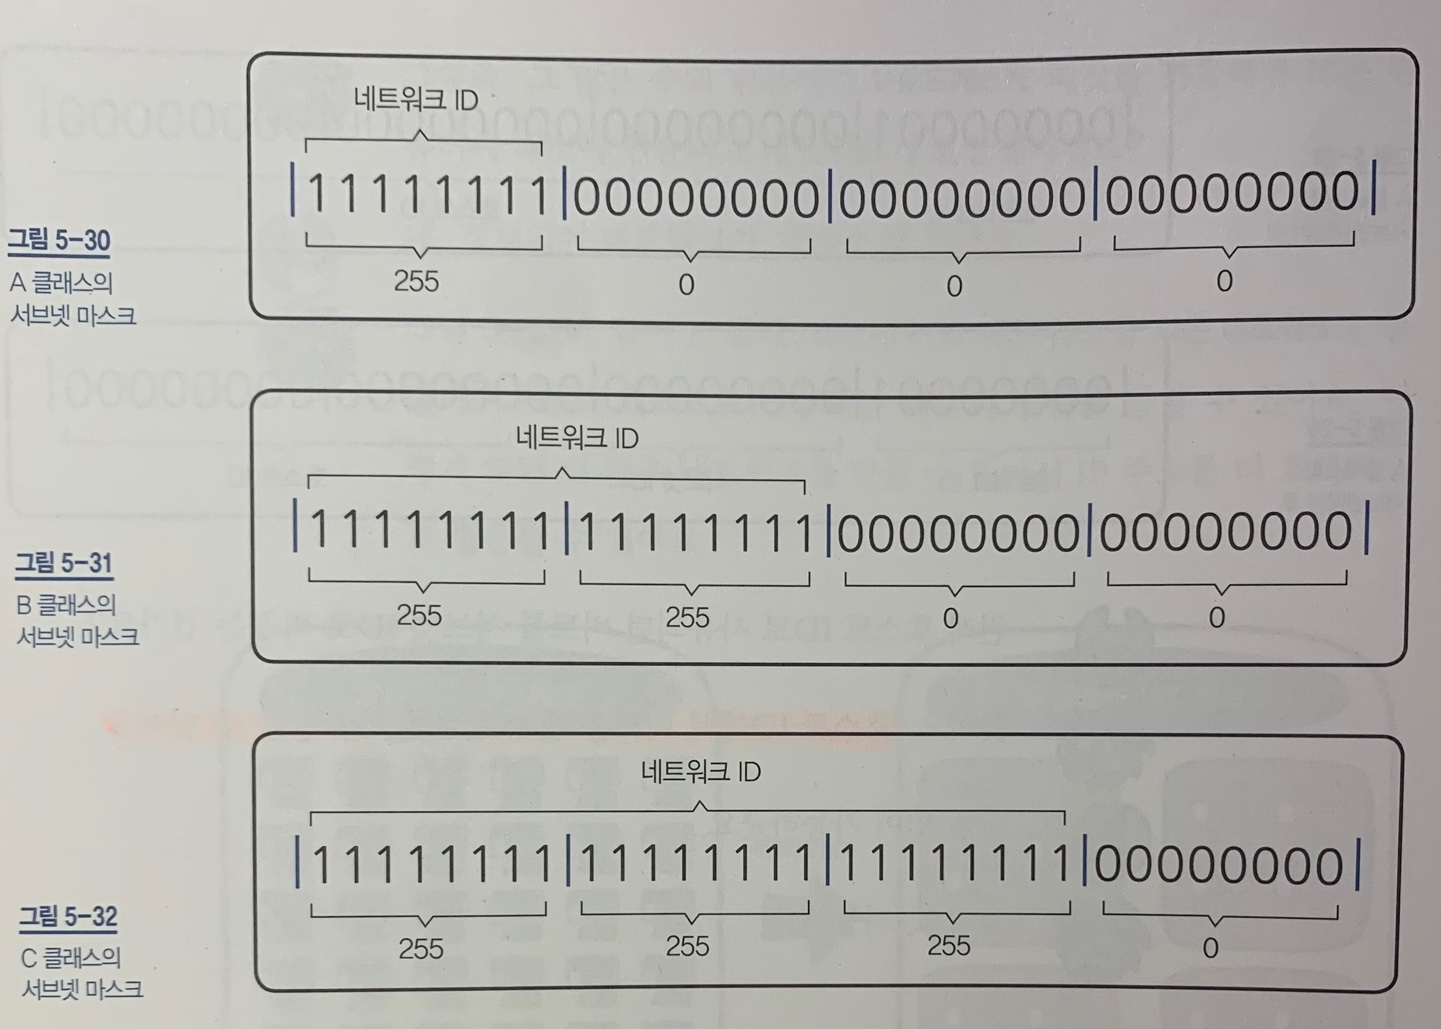 네트워크 ID
|11111111|00000000|00000000|00000000|
255 0 0 0
그림 5-30
A 클래스의
서브넷 마스크
네트워크 ID
|11111111|11111111|00000000|00000000|
255 255 0 0
그림 5-31
B 클래스의
서브넷 마스크
네트워크 ID
|11111111|11111111|11111111|00000000|
255 255 255 0
그림 5-32
C 클래스의
서브넷 마스크